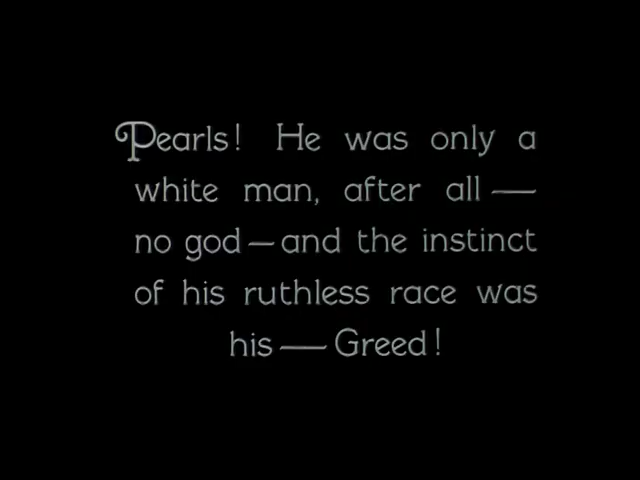 Pearls! He was only a
white man, after all —
no god — and the instinct
of his ruthless race was
his — Greed!